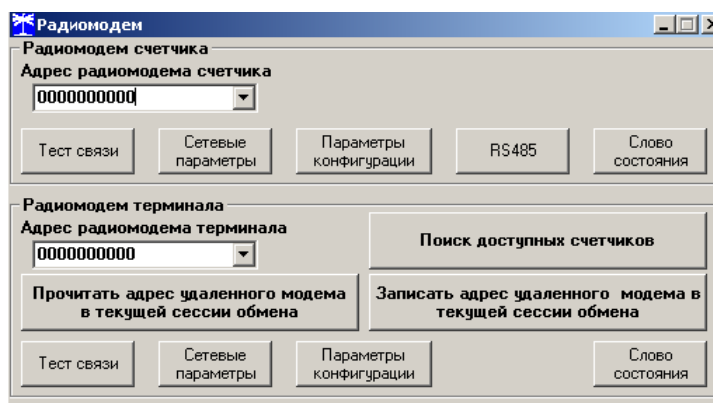 Радиомодем
Радиомодем счетчика
Адрес радиомодема счетчика
0000000000
Тест связи
Сетевые
параметры
Параметры
конфигурации
RS485
Слово
состояния
Радиомодем терминала
Адрес радиомодема терминала
0000000000
Поиск доступных счетчиков
Прочитать адрес удаленного модема
в текущей сессии обмена
Записать адрес удаленного модема в
текущей сессии обмена
Тест связи
Сетевые
параметры
Параметры
конфигурации
Слово
состояния